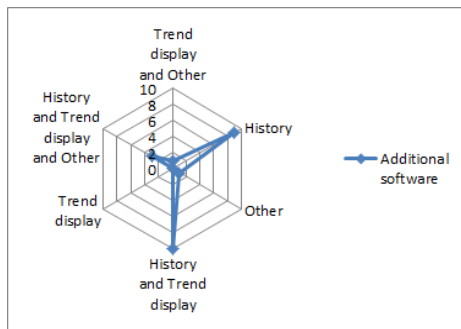 Trend
display
and Other
10
8
6
4
2
0
History
and Trend
display
and Other
History
Trend
display
Other
History
and Trend
display
Additional
software